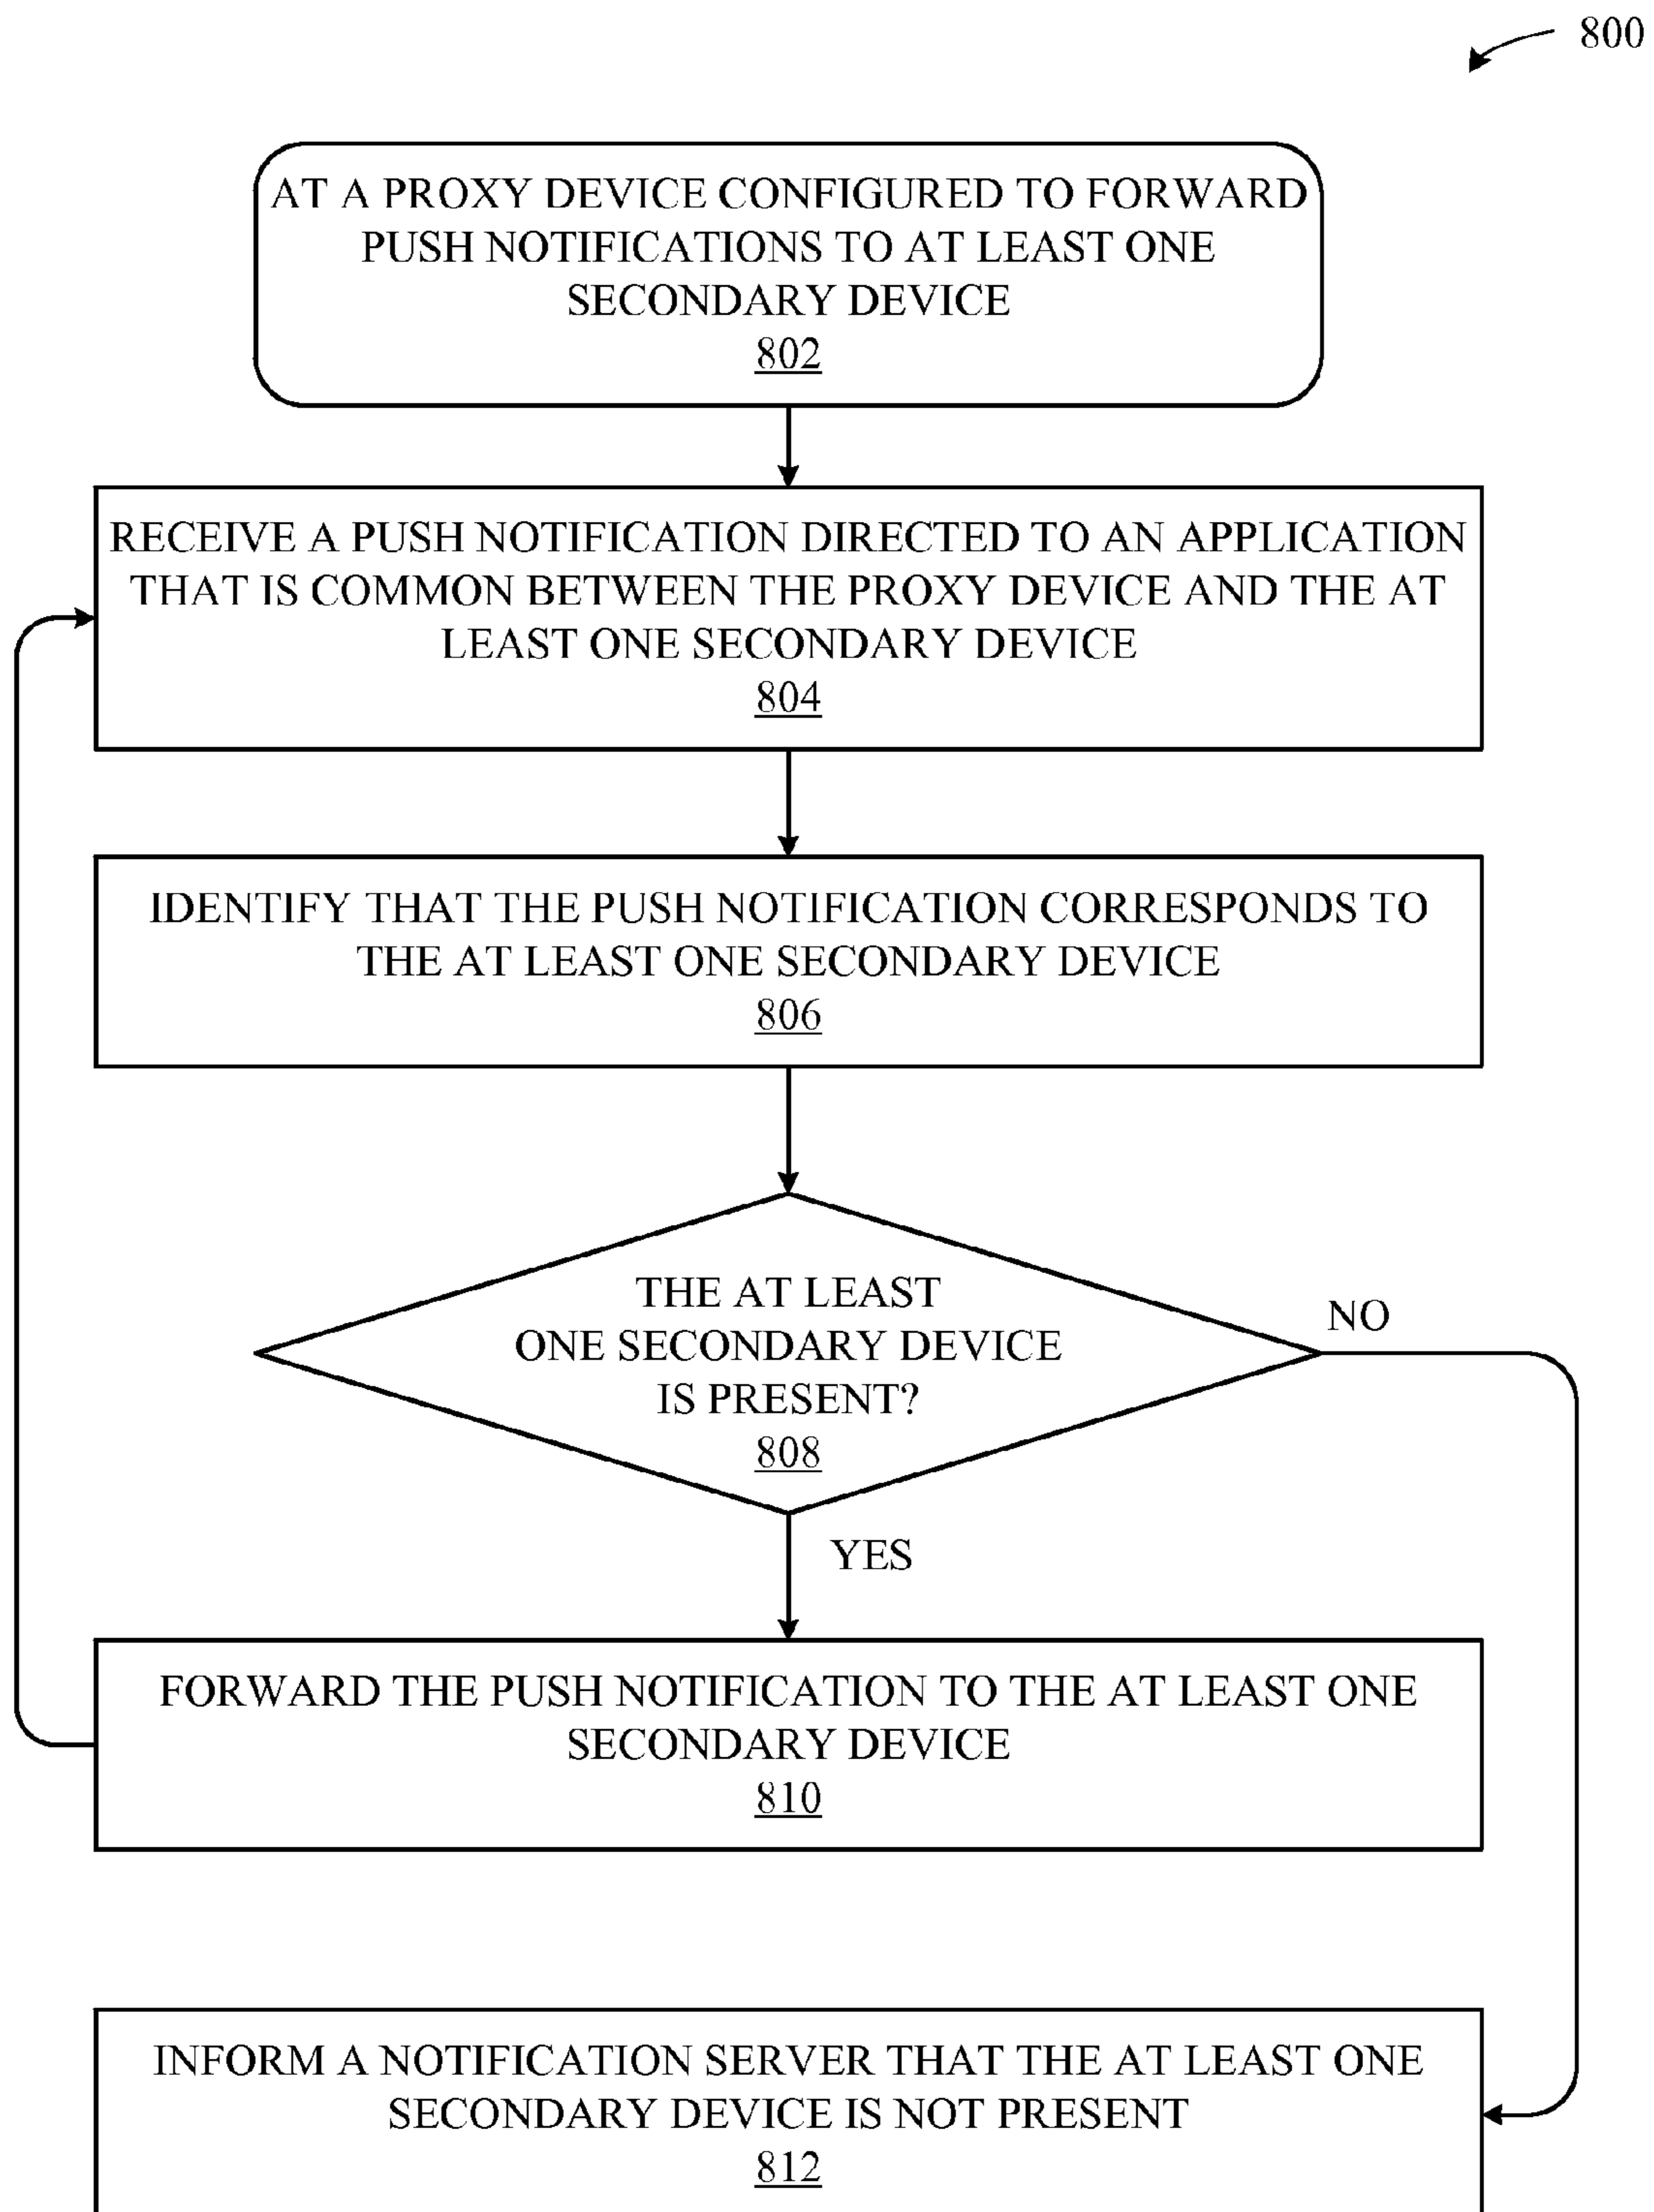 800
AT A PROXY DEVICE CONFIGURED TO FORWARD
PUSH NOTIFICATIONS TO AT LEAST ONE
SECONDARY DEVICE
802
RECEIVE A PUSH NOTIFICATION DIRECTED TO AN APPLICATION
THAT IS COMMON BETWEEN THE PROXY DEVICE AND THE AT
LEAST ONE SECONDARY DEVICE
804
IDENTIFY THAT THE PUSH NOTIFICATION CORRESPONDS TO
THE AT LEAST ONE SECONDARY DEVICE
806
THE AT LEAST
ONE SECONDARY DEVICE
IS PRESENT?
808
NO
YES
FORWARD THE PUSH NOTIFICATION TO THE AT LEAST ONE
SECONDARY DEVICE
810
INFORM A NOTIFICATION SERVER THAT THE AT LEAST ONE
SECONDARY DEVICE IS NOT PRESENT
812